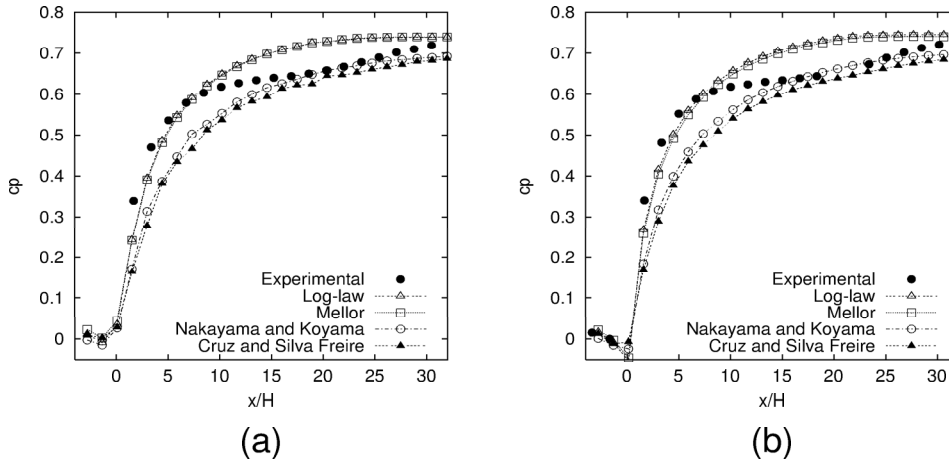 0.8
0.7
0.6
0.5
0.4
0.3
0.2
0.1
0
cp
Experimental
Log-law
Mellor
Nakayama and Koyama
Cruz and Silva Freire
0 5 10 15 20 25 30
x/H
(a)
0.8
0.7
0.6
0.5
0.4
0.3
0.2
0.1
0
cp
Experimental
Log-law
Mellor
Nakayama and Koyama
Cruz and Silva Freire
0 5 10 15 20 25 30
x/H
(b)